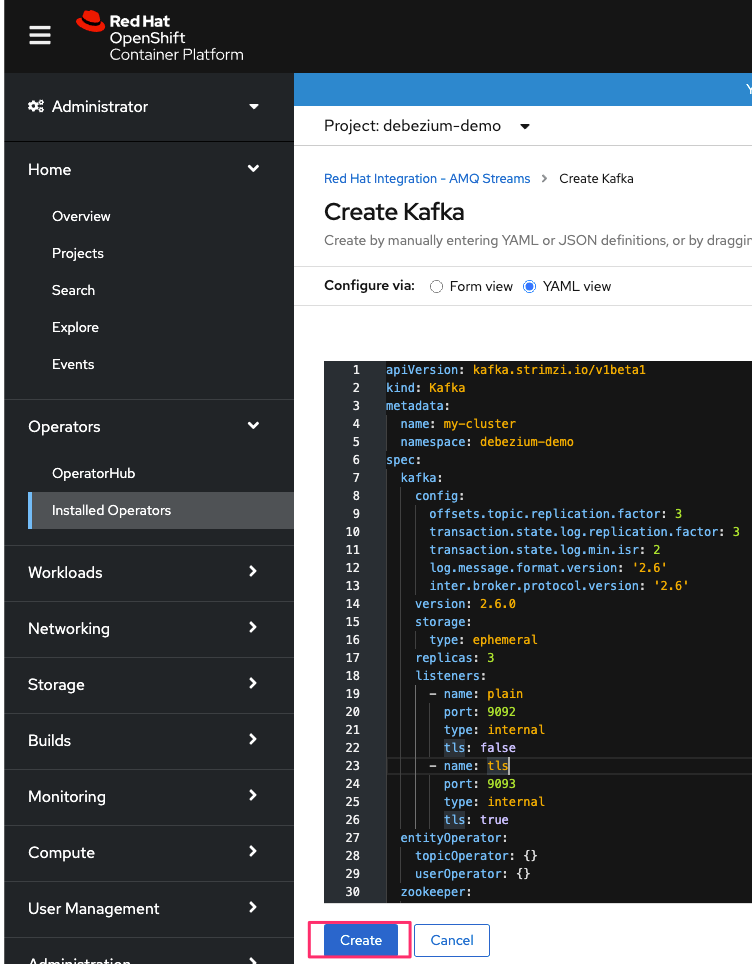 Red Hat
OpenShift
Container Platform
Administrator
Home
Overview
Projects
Search
Explore
Events
Operators
OperatorHub
Installed Operators
Workloads
Networking
Storage
Builds
Monitoring
Compute
User Management
Administration
Project: debezium-demo
Red Hat Integration - AMQ Streams > Create Kafka
Create Kafka
Create by manually entering YAML or JSON definitions, or by
Configure via: Form view YAML view
1 apiVersion: kafka.strimzi.io/v1beta1
2 kind: Kafka
3 metadata:
4   name: my-cluster
5   namespace: debezium-demo
6 spec:
7   kafka:
8     config:
9       offsets.topic.replication.factor: 3
10       transaction.state.log.replication.factor: 3
11       transaction.state.log.min.isr: 2
12       log.message.format.version: '2.6'
13       inter.broker.protocol.version: '2.6'
14     version: 2.6.0
15     storage:
16       type: ephemeral
17     replicas: 3
18     listeners:
19       - name: plain
20         port: 9092
21         type: internal
22         tls: false
23       - name: tls
24         port: 9093
25         type: internal
26         tls: true
27   entityOperator:
28     topicOperator: {}
29     userOperator: {}
30   zookeeper:
Create Cancel